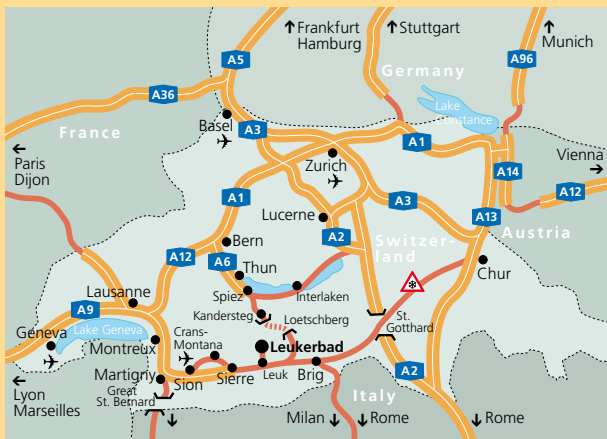 Frankfurt
Hamburg
Stuttgart
Munich
A5
A96
Germany
A36
Lake
Constance
France
Basel
A3
A1
Paris
Dijon
Zurich
A14
Vienna
A1
A3
A12
Lucerne
A13
A2
Bern
Switzer-
land
Austria
A12
A6
Thun
Chur
Lausanne
Spiez
Interlaken
A9
Kandersteg
Loetschberg
St.
Gotthard
Geneva
Lake Geneva
Crans-
Montana
Montreux
Leukerbad
Martigny
Sion
Sierre
Leuk
Brig
A2
Great
St. Bernard
Italy
Lyon
Marseilles
Milan
Rome
Rome